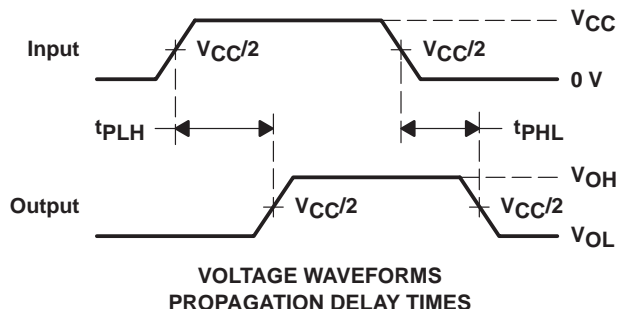 VCC
Input VCC/2 VCC/2
0 V
tPLH tPHL
VOH
Output VCC/2 VCC/2
VOL
VOLTAGE WAVEFORMS
PROPAGATION DELAY TIMES